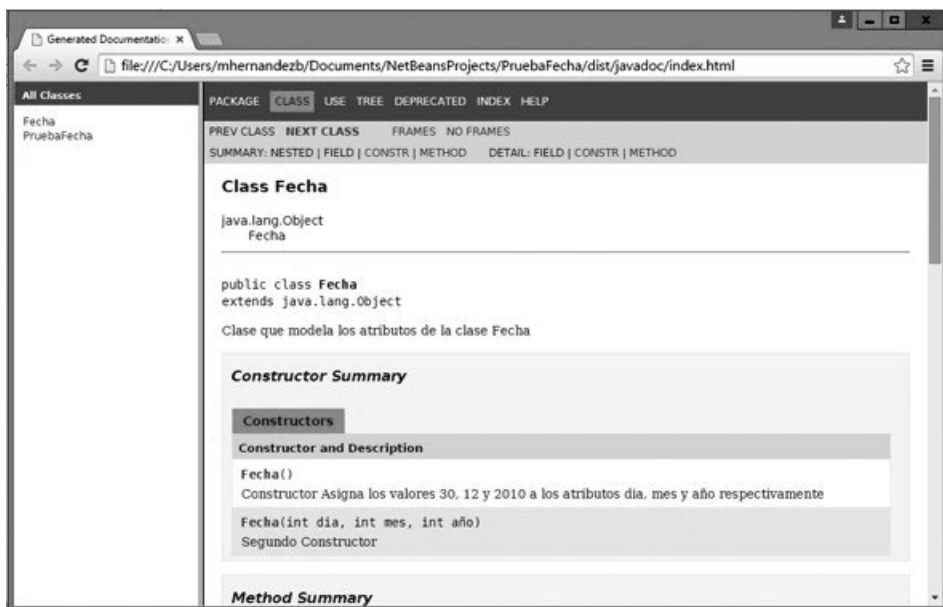 Generated Documentatio
file:///C:/Users/mhernandezb/Documents/NetBeansProjects/PruebaFecha/dist/javadoc/index.html
All Classes
Fecha
PruebaFecha
PACKAGE CLASS USE TREE DEPRECATED INDEX HELP
PREV CLASS NEXT CLASS FRAMES NO FRAMES
SUMMARY: NESTED | FIELD | CONSTR | METHOD DETAIL: FIELD | CONSTR | METHOD
Class Fecha
java.lang.Object
Fecha
public class Fecha
extends java.lang.Object
Clase que modela los atributos de la clase Fecha
Constructor Summary
Constructors
Constructor and Description
Fecha()
Constructor Asigna los valores 30, 12 y 2010 a los atributos dia, mes y año respectivamente
Fecha(int dia, int mes, int año)
Segundo Constructor
Method Summary